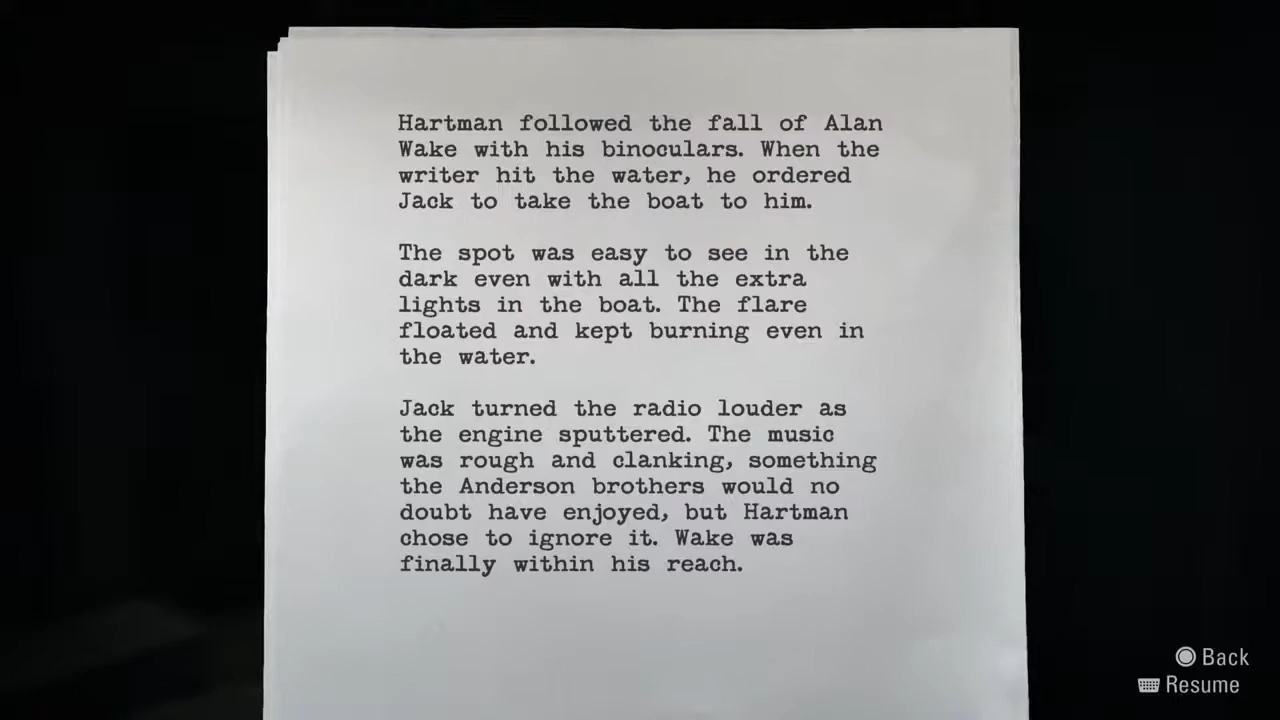 Hartman followed the fall of Alan
Wake with his binoculars. When the
writer hit the water, he ordered
Jack to take the boat to him.
The spot was easy to see in the
dark even with all the extra
lights in the boat. The flare
floated and kept burning even in
the water.
Jack turned the radio louder as
the engine sputtered. The music
was rough and clanking, something
the Anderson brothers would no
doubt have enjoyed, but Hartman
chose to ignore it. Wake was
finally within his reach.
Back
Resume